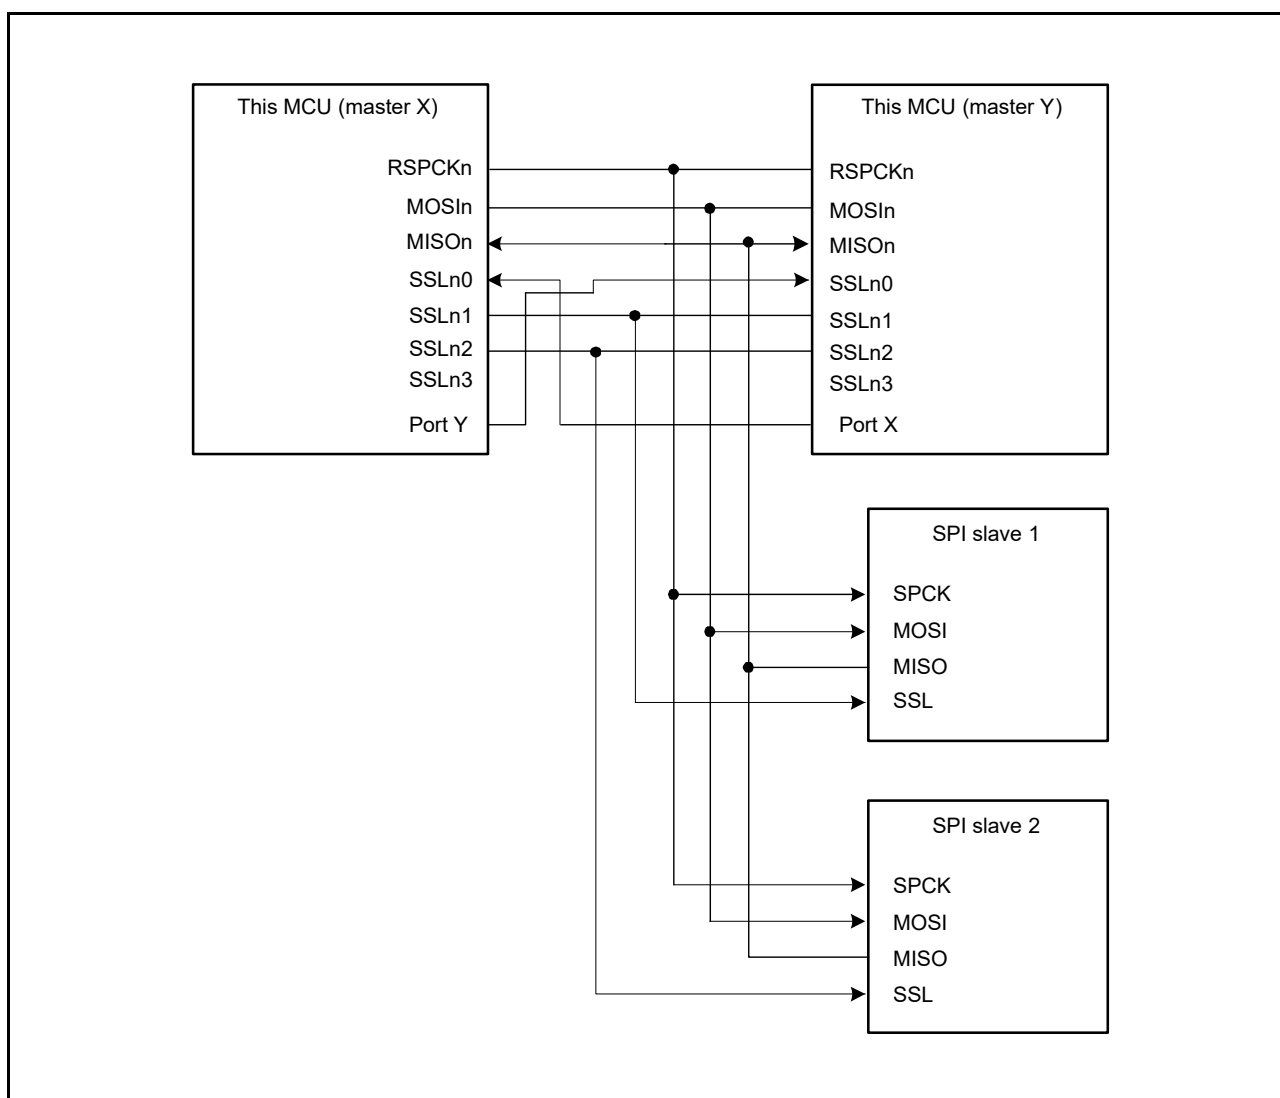 This MCU (master X)
RSPCKn
MOSIn
MISOn
SSLn0
SSLn1
SSLn2
SSLn3
Port Y
This MCU (master Y)
RSPCKn
MOSIn
MISOn
SSLn0
SSLn1
SSLn2
SSLn3
Port X
SPI slave 1
SPCK
MOSI
MISO
SSL
SPI slave 2
SPCK
MOSI
MISO
SSL